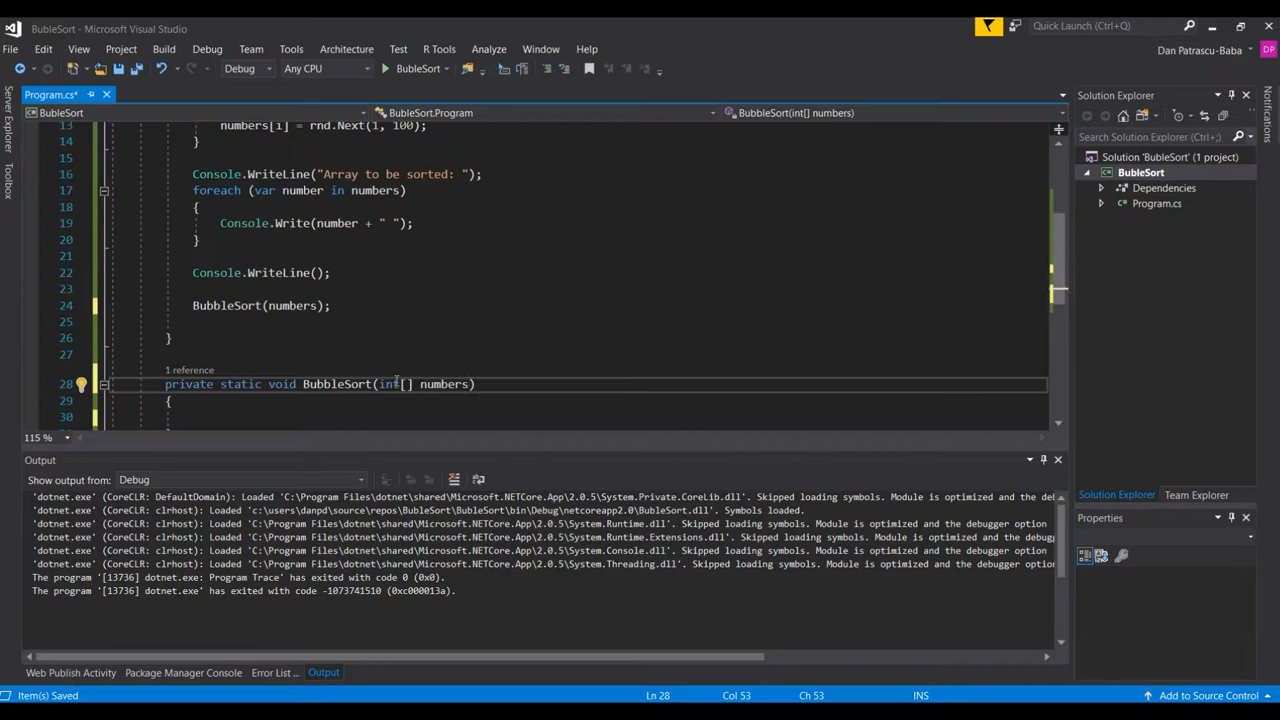 BubleSort - Microsoft Visual Studio
Quick Launch (Ctrl+Q)
File Edit View Project Build Debug Team Tools Architecture Test R Tools Analyze Window Help
Dan Patrascu-Baba DP
Debug Any CPU BubbleSort
Server Explorer
Toolbox
Program.cs*
BubleSort
BubleSort.Program
BubbleSort(int[] numbers)
13 numbers[i] = rnd.Next(1, 100);
14 }
15
16 Console.WriteLine("Array to be sorted: ");
17 foreach (var number in numbers)
18 {
19 Console.Write(number + " ");
20 }
21
22 Console.WriteLine();
23
24 BubbleSort(numbers);
25
26 }
27
1 reference
28 private static void BubbleSort(int[] numbers)
29 {
30
115 %
Solution Explorer
Search Solution Explorer (Ctrl+;)
Solution 'BubleSort' (1 project)
BubleSort
Dependencies
Program.cs
Notifications
Solution Explorer Team Explorer
Properties
Output
Show output from: Debug
'dotnet.exe' (CoreCLR: DefaultDomain): Loaded 'C:\Program Files\dotnet\shared\Microsoft.NETCore.App\2.0.5\System.Private.CoreLib.dll'. Skipped loading symbols. Module is optimized and the de
'dotnet.exe' (CoreCLR: clrhost): Loaded 'c:\users\danpd\source\repos\BubleSort\BubleSort\bin\Debug\netcoreapp2.0\BubleSort.dll'. Symbols loaded.
'dotnet.exe' (CoreCLR: clrhost): Loaded 'C:\Program Files\dotnet\shared\Microsoft.NETCore.App\2.0.5\System.Runtime.dll'. Skipped loading symbols. Module is optimized and the debugger option
'dotnet.exe' (CoreCLR: clrhost): Loaded 'C:\Program Files\dotnet\shared\Microsoft.NETCore.App\2.0.5\System.Runtime.Extensions.dll'. Skipped loading symbols. Module is optimized and the debu
'dotnet.exe' (CoreCLR: clrhost): Loaded 'C:\Program Files\dotnet\shared\Microsoft.NETCore.App\2.0.5\System.Console.dll'. Skipped loading symbols. Module is optimized and the debugger option
'dotnet.exe' (CoreCLR: clrhost): Loaded 'C:\Program Files\dotnet\shared\Microsoft.NETCore.App\2.0.5\System.Threading.dll'. Skipped loading symbols. Module is optimized and the debugger opti
The program '[13736] dotnet.exe: Program Trace' has exited with code 0 (0x0).
The program '[13736] dotnet.exe' has exited with code -1073741510 (0xc000013a).
Web Publish Activity Package Manager Console Error List ... Output
Item(s) Saved Ln 28 Col 53 Ch 53 INS Add to Source Control